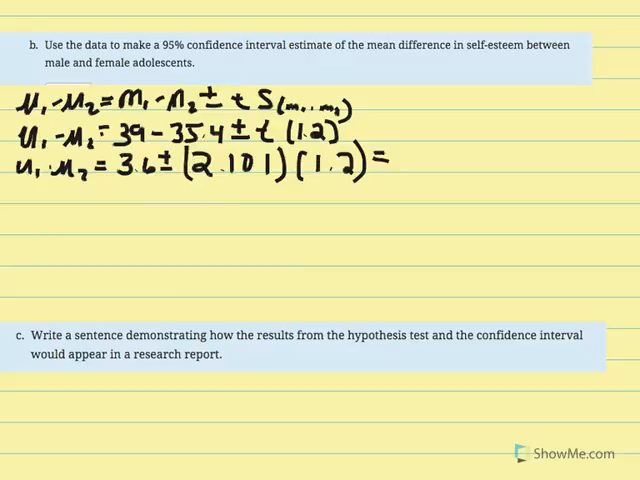 b. Use the data to make a 95% confidence interval estimate of the mean difference in self-esteem between
male and female adolescents.
μ₁ - μ₂ = M₁ - M₂ ± t S(m₁ - m₂)
μ₁ - μ₂ = 39 - 35.4 ± t (1.2)
μ₁ - μ₂ = 3.6 ± (2.101)(1.2) =
c. Write a sentence demonstrating how the results from the hypothesis test and the confidence interval
would appear in a research report.
ShowMe.com